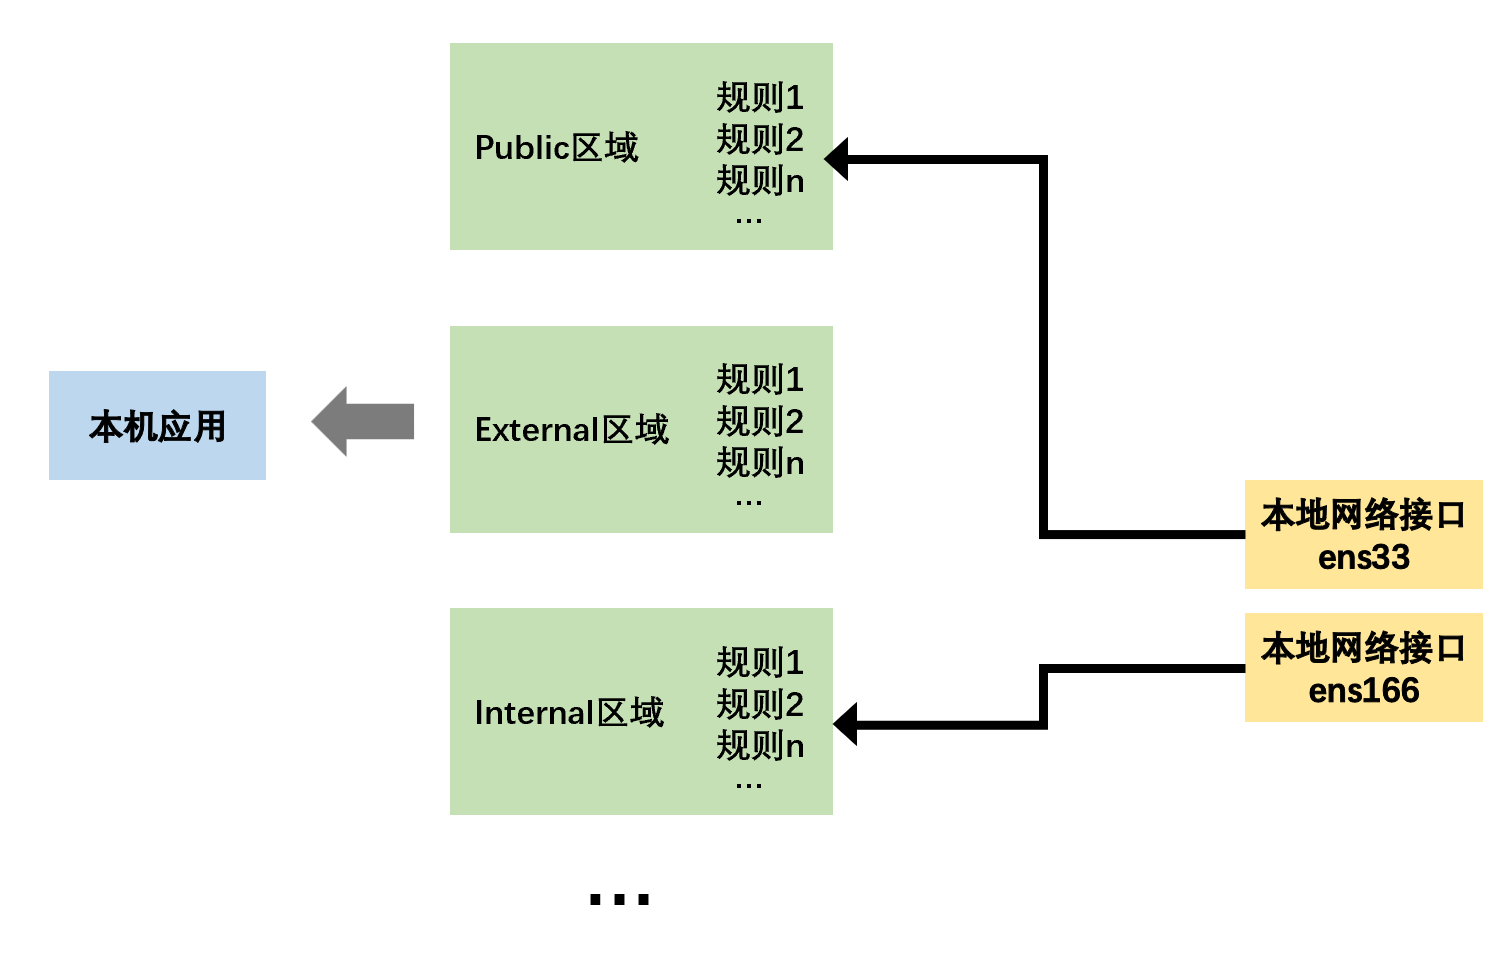 Public区域
规则1
规则2
规则n
...
本机应用
External区域
规则1
规则2
规则n
...
本地网络接口
ens33
Internal区域
规则1
规则2
规则n
...
本地网络接口
ens166
...